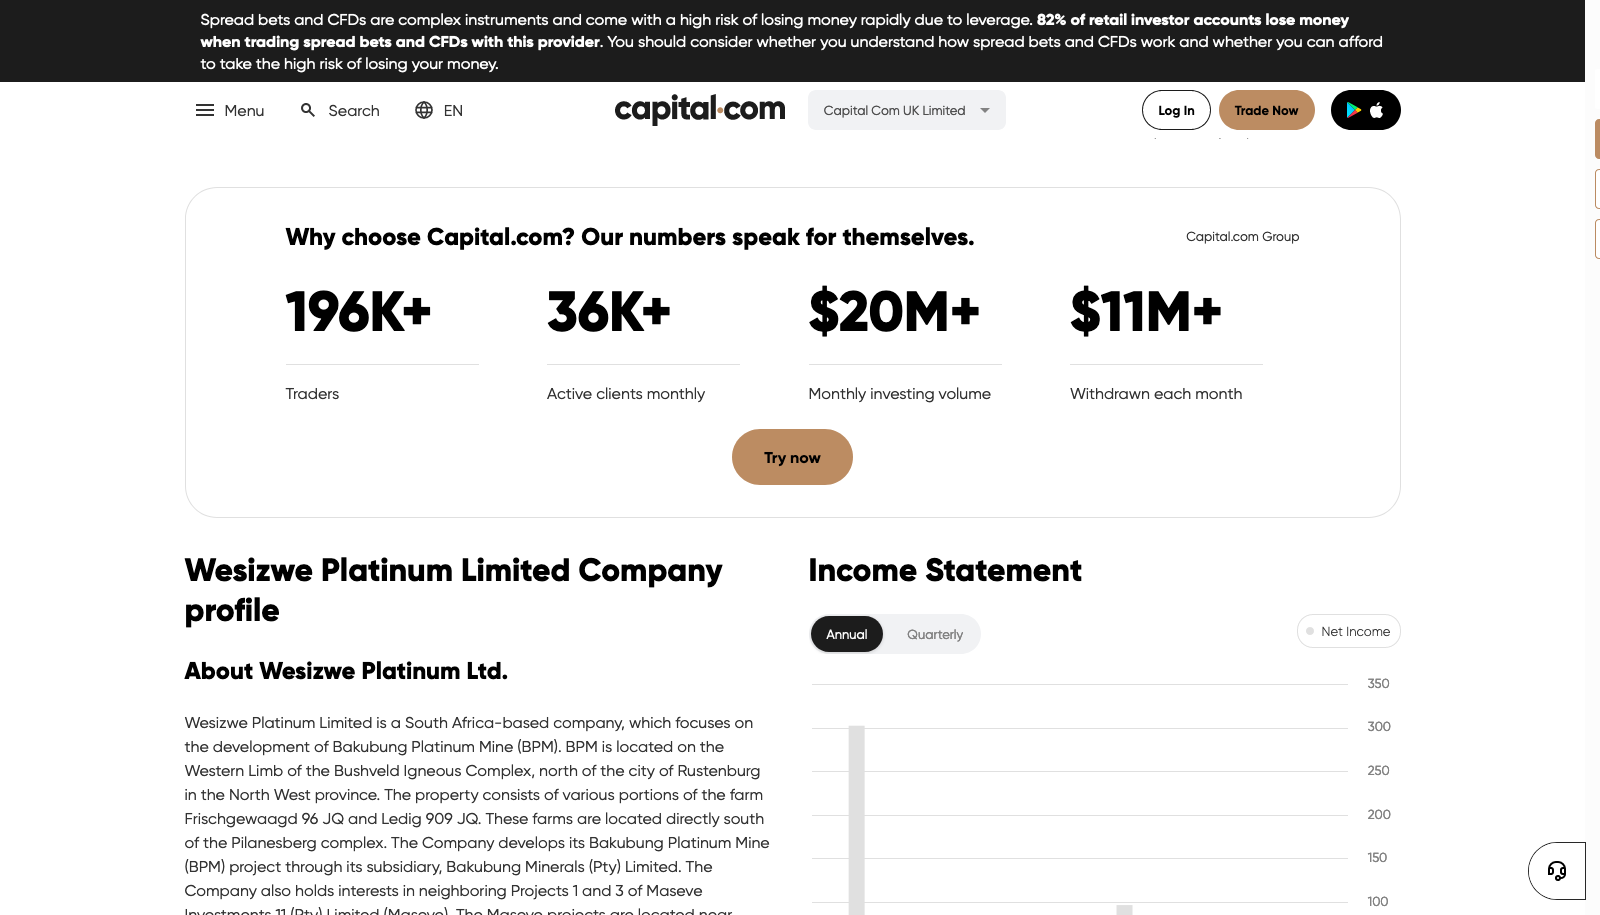 Spread bets and CFDs are complex instruments and come with a high risk of losing money rapidly due to leverage. 82% of retail investor accounts lose money
when trading spread bets and CFDs with this provider. You should consider whether you understand how spread bets and CFDs work and whether you can afford
to take the high risk of losing your money.
Menu
Search
EN
capital.com
Capital Com UK Limited
Log In
Trade Now
Why choose Capital.com? Our numbers speak for themselves.
Capital.com Group
196K+
36K+
$20M+
$11M+
Traders
Active clients monthly
Monthly investing volume
Withdrawn each month
Try now
Wesizwe Platinum Limited Company
profile
About Wesizwe Platinum Ltd.
Wesizwe Platinum Limited is a South Africa-based company, which focuses on
the development of Bakubung Platinum Mine (BPM). BPM is located on the
Western Limb of the Bushveld Igneous Complex, north of the city of Rustenburg
in the North West province. The property consists of various portions of the farm
Frischgewaagd 96 JQ and Ledig 909 JQ. These farms are located directly south
of the Pilanesberg complex. The Company develops its Bakubung Platinum Mine
(BPM) project through its subsidiary, Bakubung Minerals (Pty) Limited. The
Company also holds interests in neighboring Projects 1 and 3 of Maseve
Investments 11 (Pty) Limited (Maseve). The Maseve projects are located near
Income Statement
Annual
Quarterly
Net Income
350
300
250
200
150
100